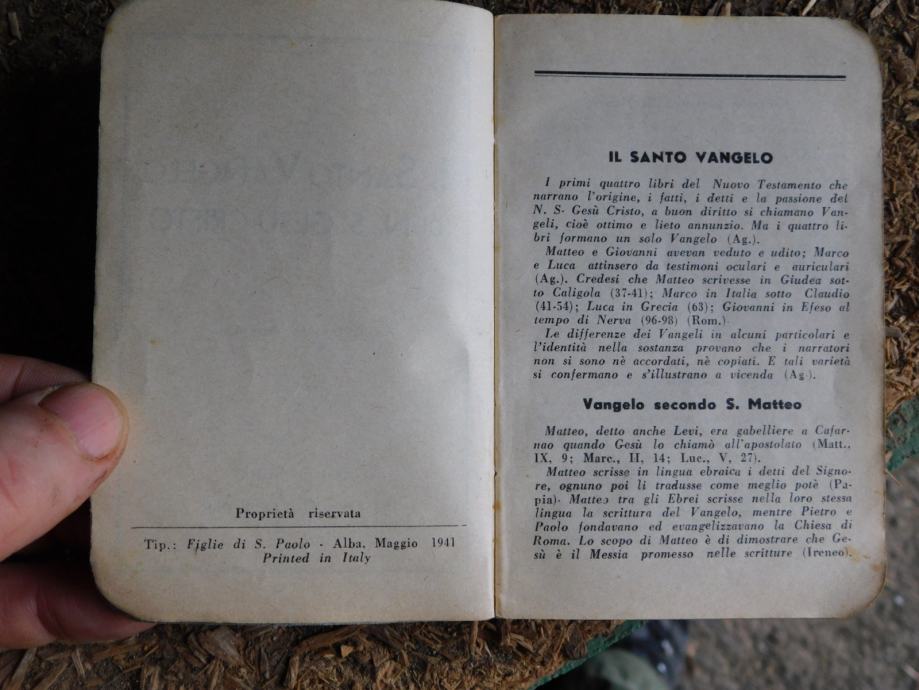 Proprietà riservata
Tip.: Figlie di S. Paolo - Alba. Maggio 1941
Printed in Italy
IL SANTO VANGELO
I primi quattro libri del Nuovo Testamento che
narrano l'origine, i fatti, i detti e la passione del
N. S- Gesù Cristo, a buon diritto si chiamano Van-
geli, cioè ottimo e lieto annunzio. Ma i quattro li-
bri formano un solo Vangelo (Ag.).
Matteo e Giovanni avevan veduto e udito; Marco
e Luca attinsero da testimoni oculari e auriculari
(Ag.). Credesi che Matteo scrivesse in Giudea sot-
to Caligola (37-41); Marco in Italia sotto Claudio
(41-54); Luca in Grecia (63); Giovanni in Efeso al
tempo di Nerva (96-98) (Rom.).
Le differenze dei Vangeli in alcuni particolari e
l'identità nella sostanza provano che i narratori
non si sono nè accordati, nè copiati. E tali varietà
si confermano e s'illustrano a vicenda (Ag.).
Vangelo secondo S. Matteo
Matteo, detto anche Levi, era gabelliere a Cafar-
nao quando Gesù lo chiamò all'apostolato (Matt.,
IX, 9; Marc., II, 14; Luc., V, 27).
Matteo scrisse in lingua ebraica i detti del Signo-
re, ognuno poi li tradusse come meglio potè (Pa-
pia)- Matteo tra gli Ebrei scrisse nella loro stessa
lingua la scrittura del Vangelo, mentre Pietro e
Paolo fondavano ed evangelizzavano la Chiesa di
Roma. Lo scopo di Matteo è di dimostrare che Ge-
sù è il Messia promesso nelle scritture (Ireneo).